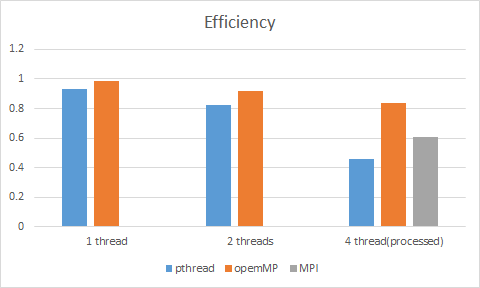 Efficiency
1.2
1
0.8
0.6
0.4
0.2
0
1 thread 2 threads 4 thread(processed)
pthread opemMP MPI